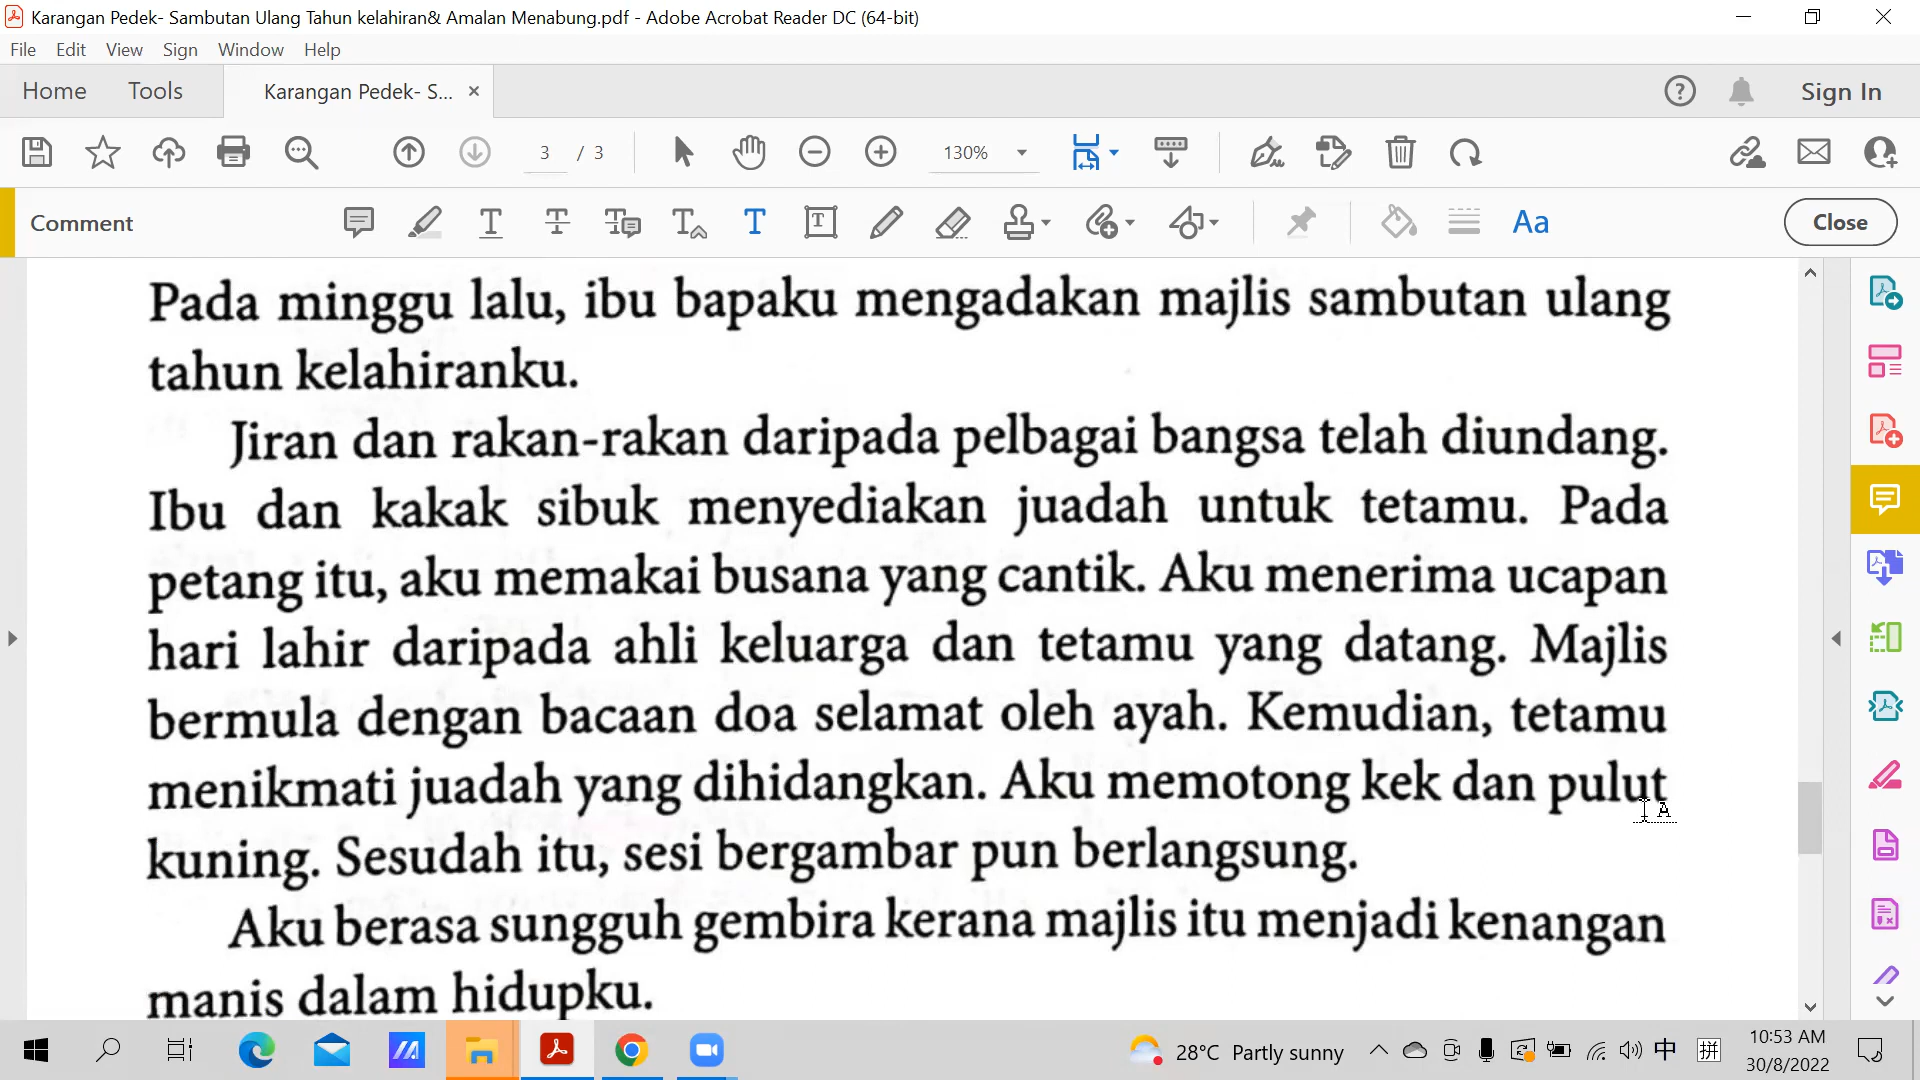 Karangan Pedek- Sambutan Ulang Tahun kelahiran& Amalan Menabung.pdf - Adobe Acrobat Reader DC (64-bit)
File Edit View Sign Window Help
Home Tools Karangan Pedek- S... × Sign In
3 / 3 130%
Comment Aa Close
Pada minggu lalu, ibu bapaku mengadakan majlis sambutan ulang
tahun kelahiranku.
Jiran dan rakan-rakan daripada pelbagai bangsa telah diundang.
Ibu dan kakak sibuk menyediakan juadah untuk tetamu. Pada
petang itu, aku memakai busana yang cantik. Aku menerima ucapan
hari lahir daripada ahli keluarga dan tetamu yang datang. Majlis
bermula dengan bacaan doa selamat oleh ayah. Kemudian, tetamu
menikmati juadah yang dihidangkan. Aku memotong kek dan pulut
kuning. Sesudah itu, sesi bergambar pun berlangsung.
Aku berasa sungguh gembira kerana majlis itu menjadi kenangan
manis dalam hidupku.
28°C Partly sunny 中 拼 10:53 AM
30/8/2022